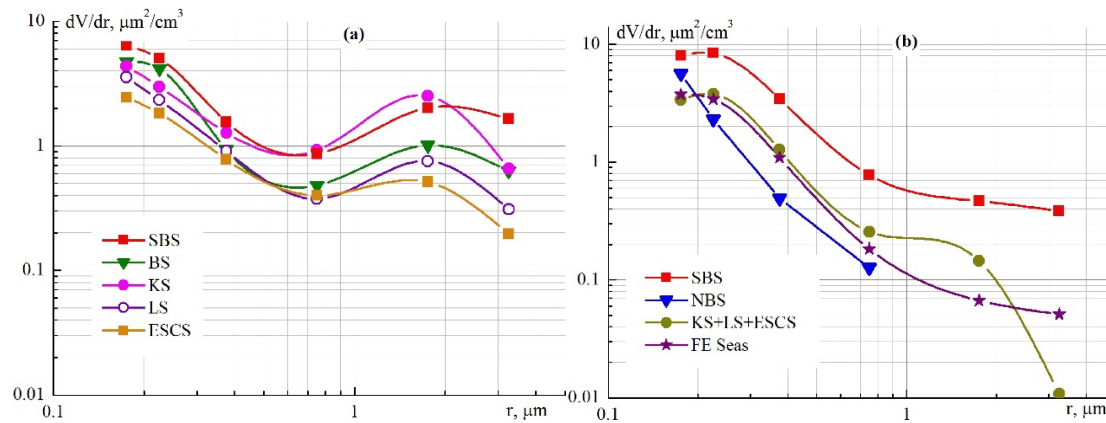 dV/dr, μm²/cm³
(a)
10
1
0.1
0.01
SBS
BS
KS
LS
ESCS
0.1
1
r, μm
dV/dr, μm²/cm³
(b)
10
1
0.1
0.01
SBS
NBS
KS+LS+ESCS
FE Seas
0.1
1
r, μm